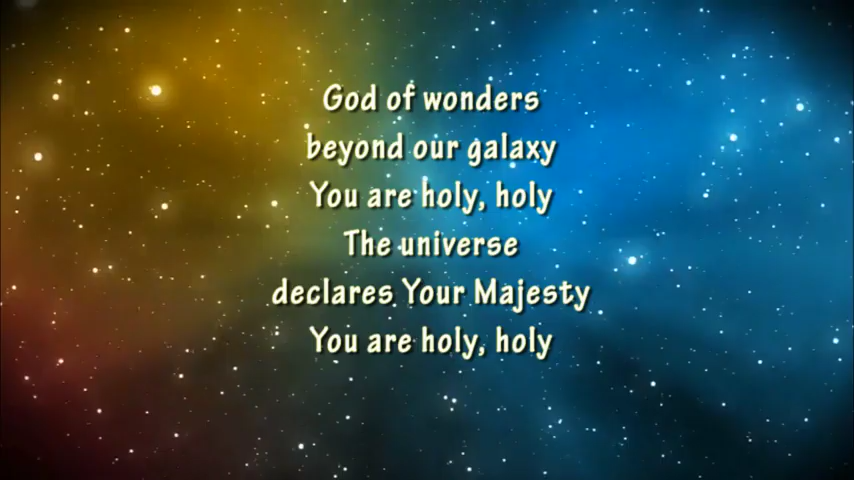 God of wonders
beyond our galaxy
You are holy, holy
The universe
declares Your Majesty
You are holy, holy